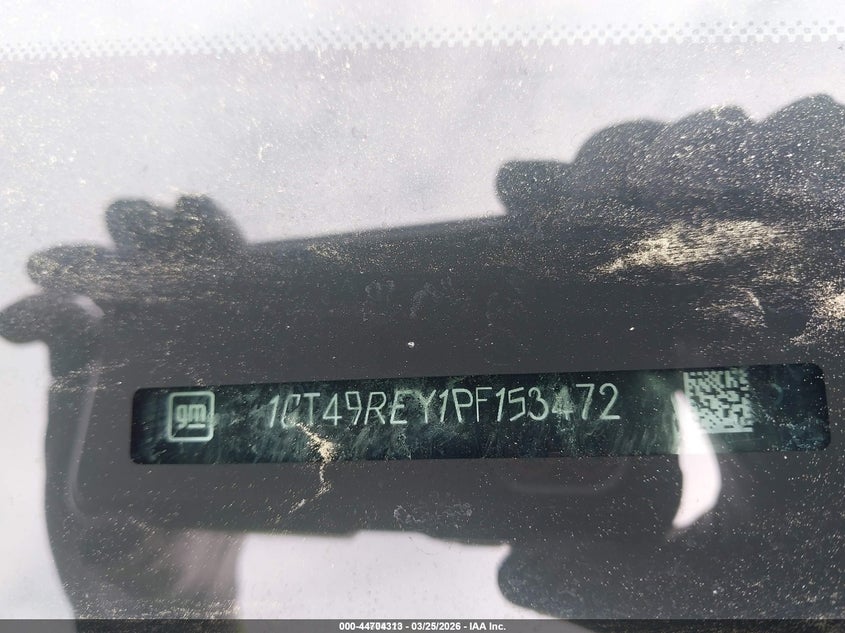 gm 1GT49REY1PF153472
000-44704313 - 03/25/2026 - IAA Inc.